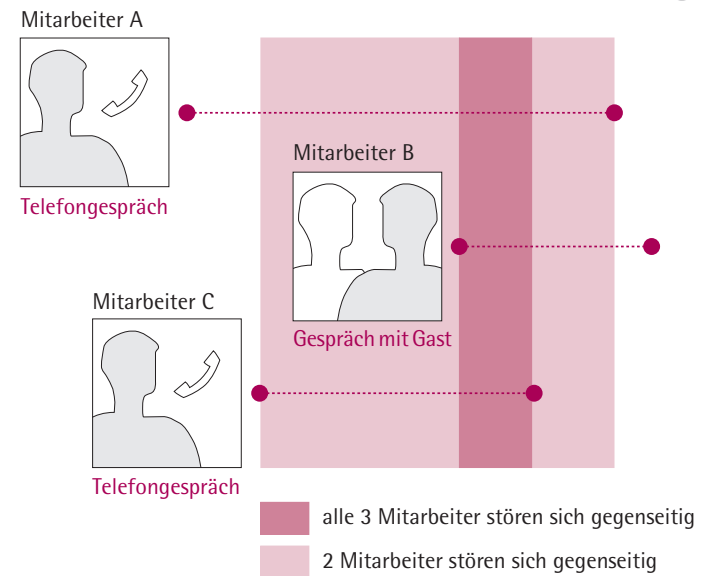 Mitarbeiter A
Telefongespräch
Mitarbeiter B
Gespräch mit Gast
Mitarbeiter C
Telefongespräch
alle 3 Mitarbeiter stören sich gegenseitig
2 Mitarbeiter stören sich gegenseitig